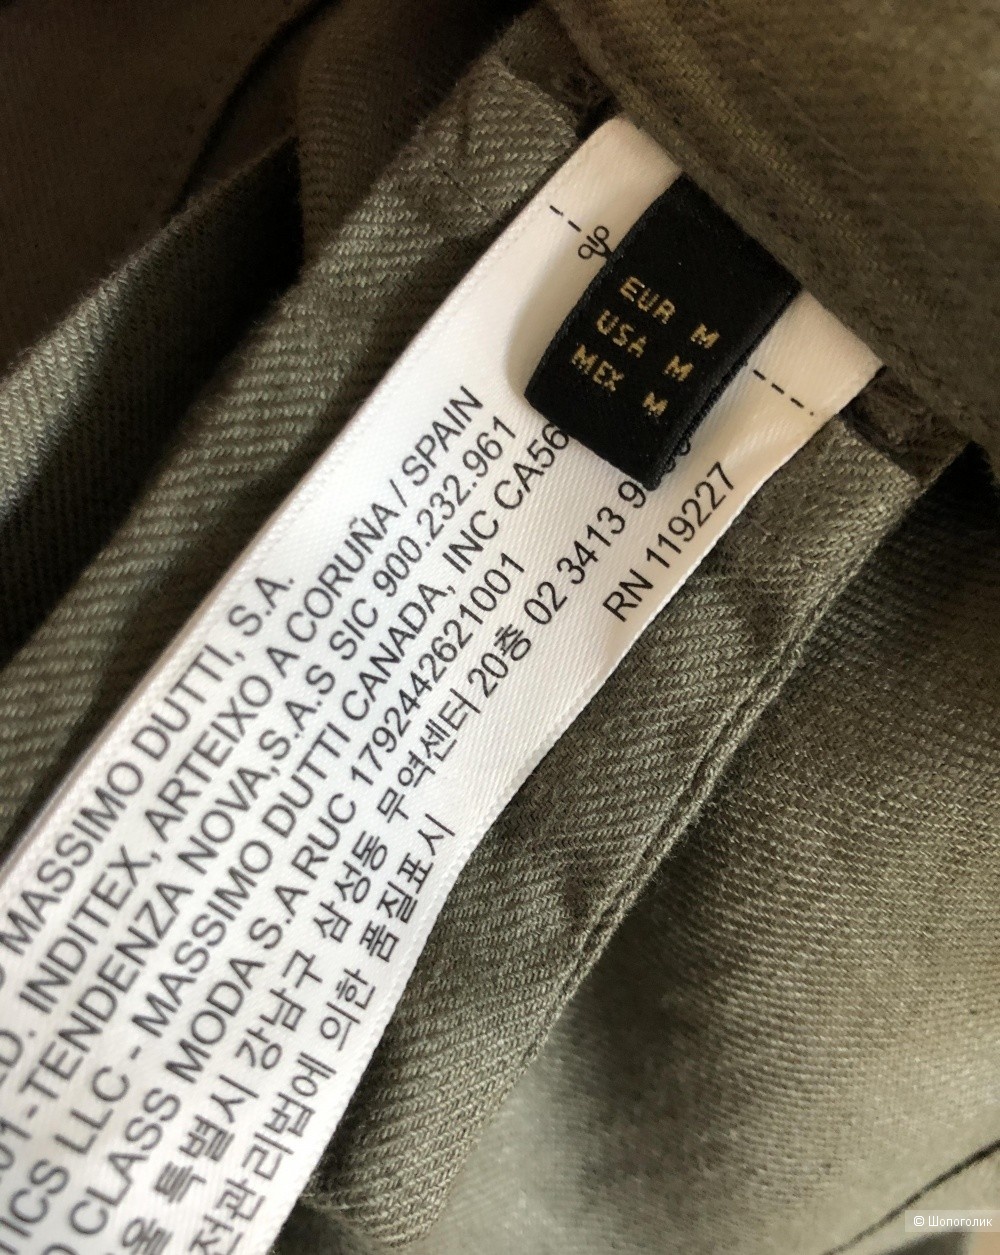 EUR M
USA M
MEX M
MASSIMO DUTTI, S.A.
INDITEX, ARTEIXO A CORUÑA / SPAIN
-TENDENZA NOVA,S.A.S SIC 900.232.961
LLC - MASSIMO DUTTI CANADA, INC CA56
CLASS MODA S.A RUC 1792442621001
특별시 강남구 삼성동 무역센터 20층 02 3413 9
전관리법에 의한 품질표시
RN 119227
© Шопоголик